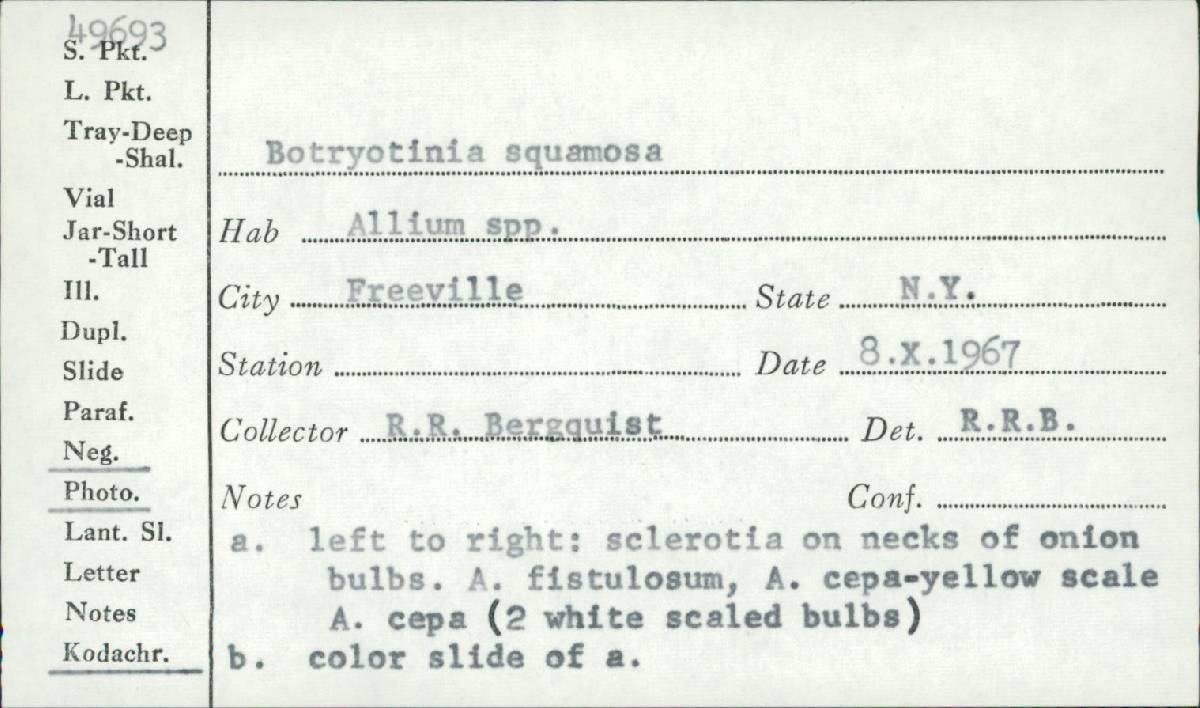 49693
S. Pkt.
L. Pkt.
Tray-Deep
-Shal.
Vial
Jar-Short
-Tall
Ill.
Dupl.
Slide
Paraf.
Neg.
Photo.
Lant. Sl.
Letter
Notes
Kodachr.
Botryotinia squamosa
Hab Allium spp.
City Freeville State N.Y.
Station Date 8.X.1967
Collector R.R. Bergquist Det. R.R.B.
Notes Conf.
a. left to right: sclerotia on necks of onion
bulbs. A. fistulosum, A. cepa-yellow scale
A. cepa (2 white scaled bulbs)
b. color slide of a.